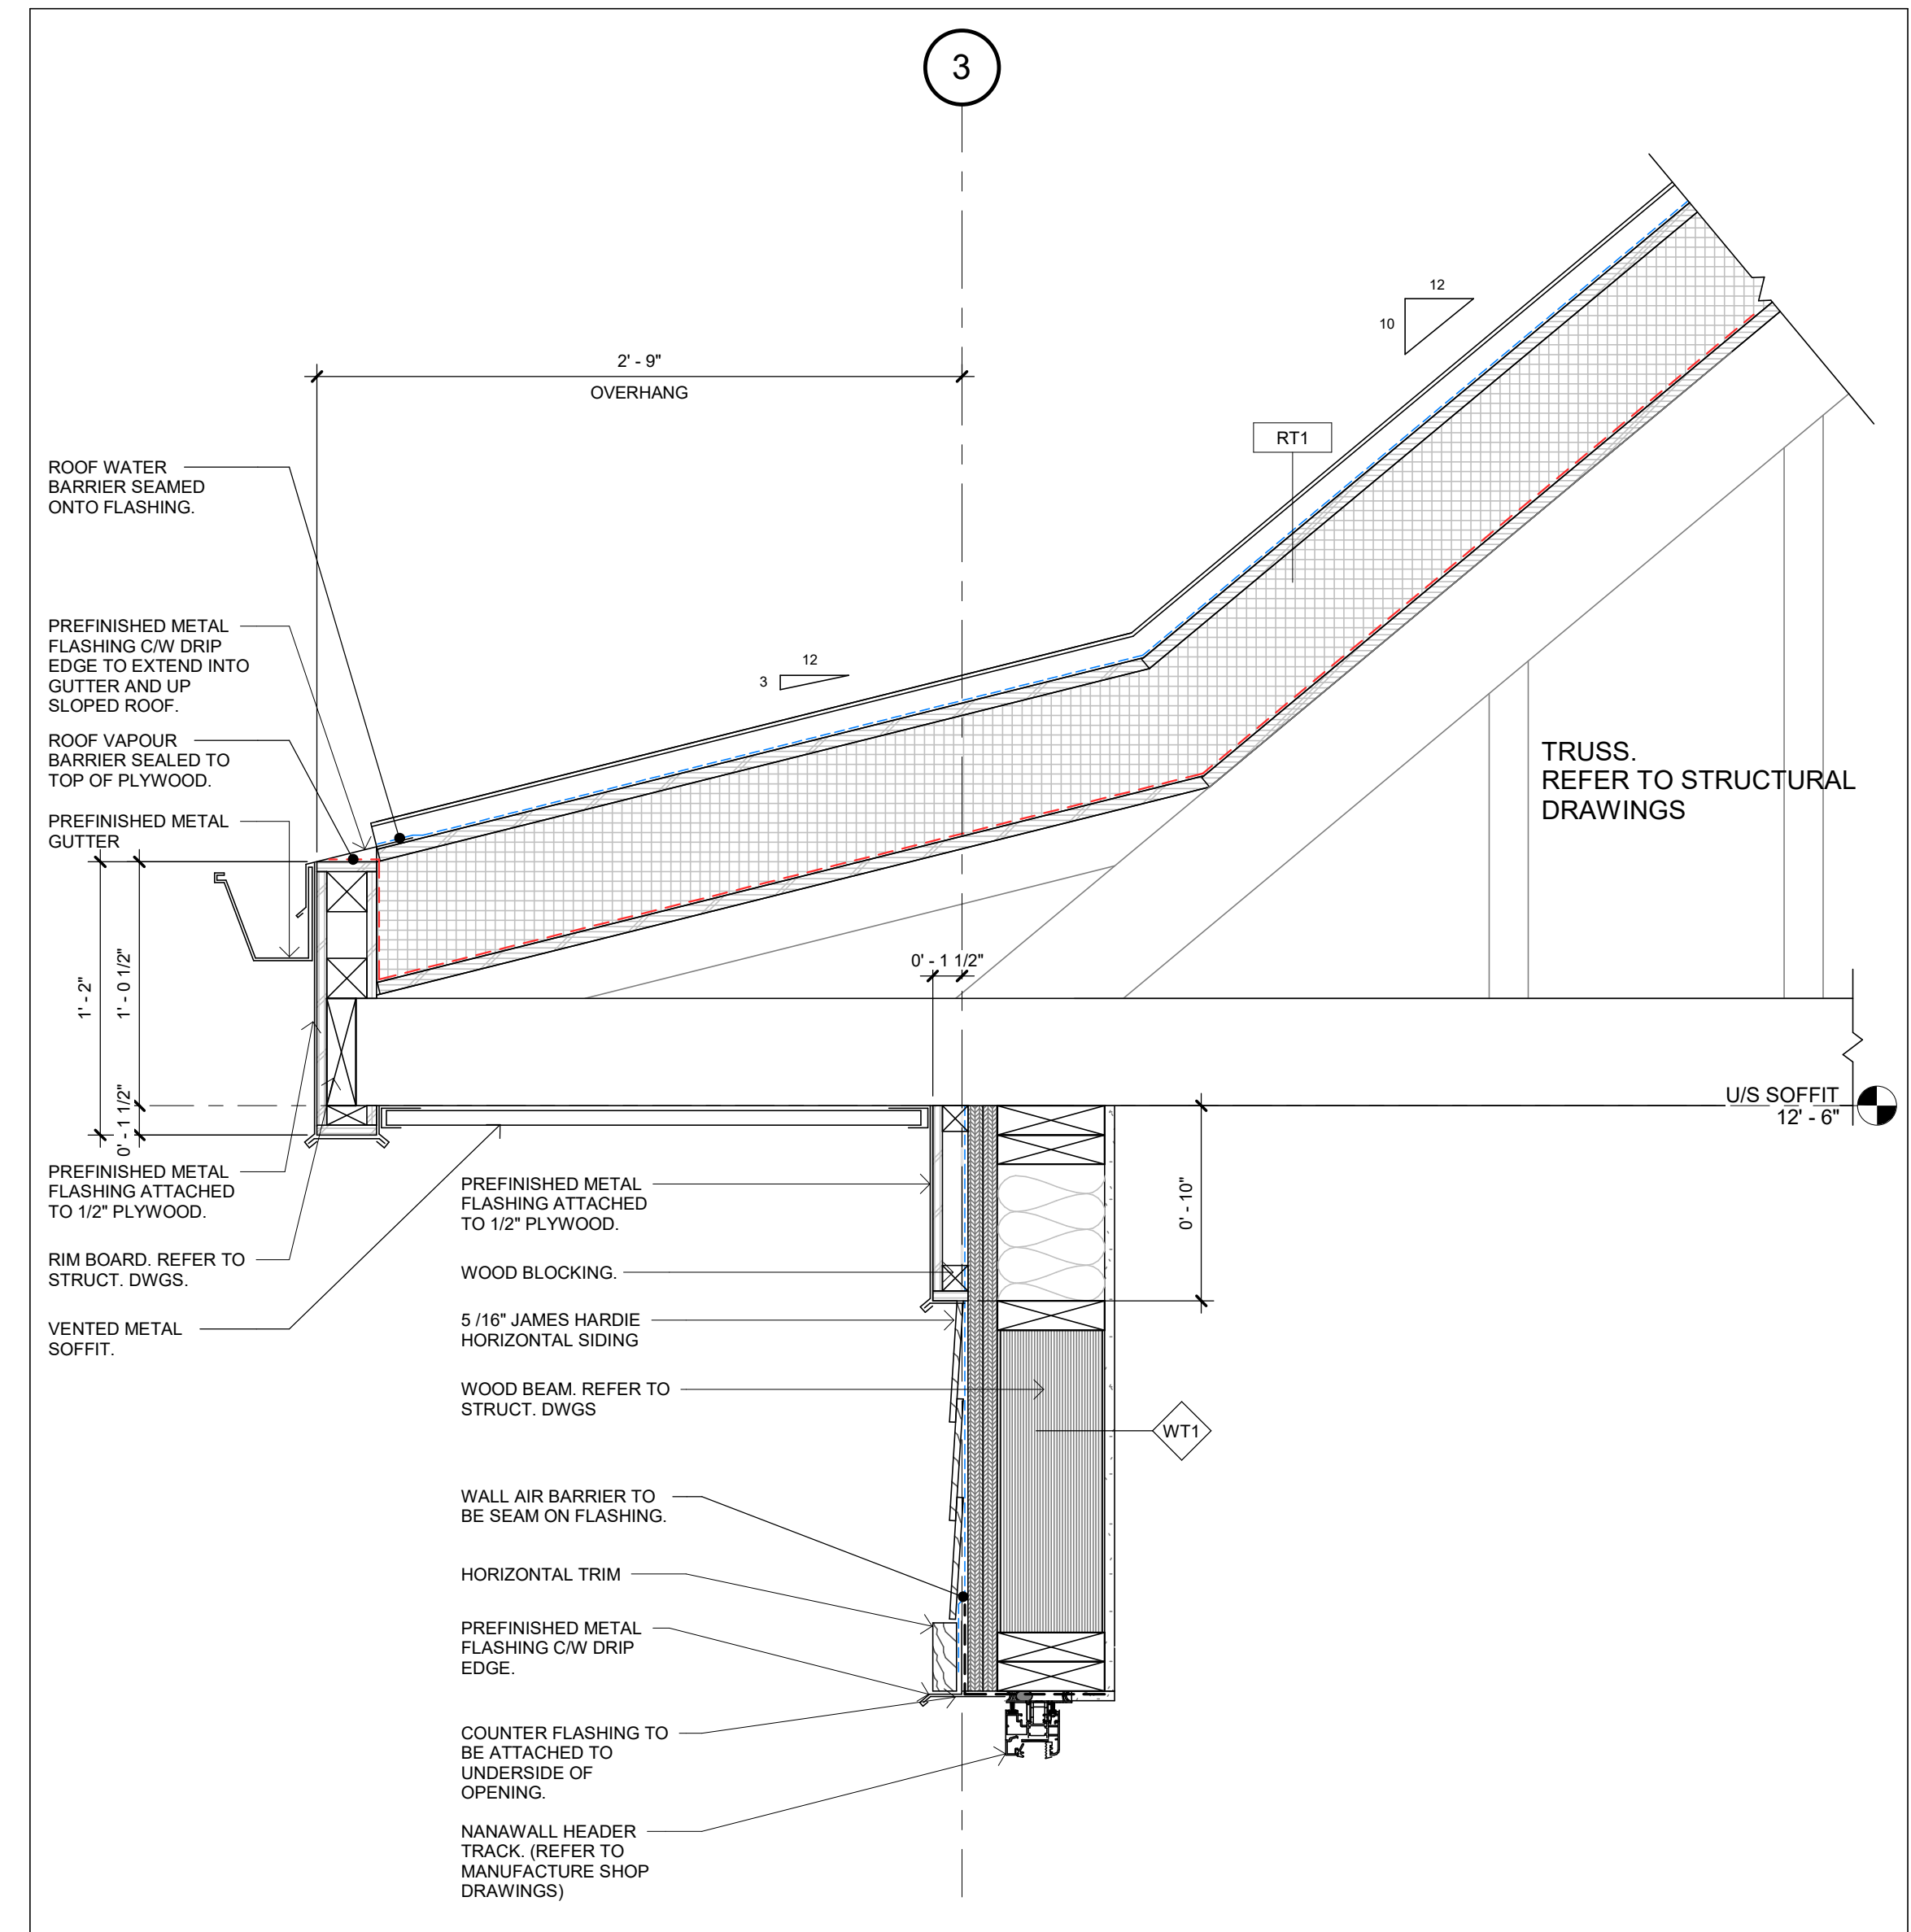 3
2' - 9"
OVERHANG
12
10
RT1
12
3
ROOF WATER
BARRIER SEAMED
ONTO FLASHING.
PREFINISHED METAL
FLASHING C/W DRIP
EDGE TO EXTEND INTO
GUTTER AND UP
SLOPED ROOF.
ROOF VAPOUR
BARRIER SEALED TO
TOP OF PLYWOOD.
PREFINISHED METAL
GUTTER
TRUSS.
REFER TO STRUCTURAL
DRAWINGS
1' - 2"
1' - 0 1/2"
0' - 1 1/2"
0' - 1 1/2"
U/S SOFFIT
12' - 6"
PREFINISHED METAL
FLASHING ATTACHED
TO 1/2" PLYWOOD.
RIM BOARD. REFER TO
STRUCT. DWGS.
VENTED METAL
SOFFIT.
PREFINISHED METAL
FLASHING ATTACHED
TO 1/2" PLYWOOD.
0' - 10"
WOOD BLOCKING.
5 /16" JAMES HARDIE
HORIZONTAL SIDING
WOOD BEAM. REFER TO
STRUCT. DWGS
WT1
WALL AIR BARRIER TO
BE SEAM ON FLASHING.
HORIZONTAL TRIM
PREFINISHED METAL
FLASHING C/W DRIP
EDGE.
COUNTER FLASHING TO
BE ATTACHED TO
UNDERSIDE OF
OPENING.
NANAWALL HEADER
TRACK. (REFER TO
MANUFACTURE SHOP
DRAWINGS)